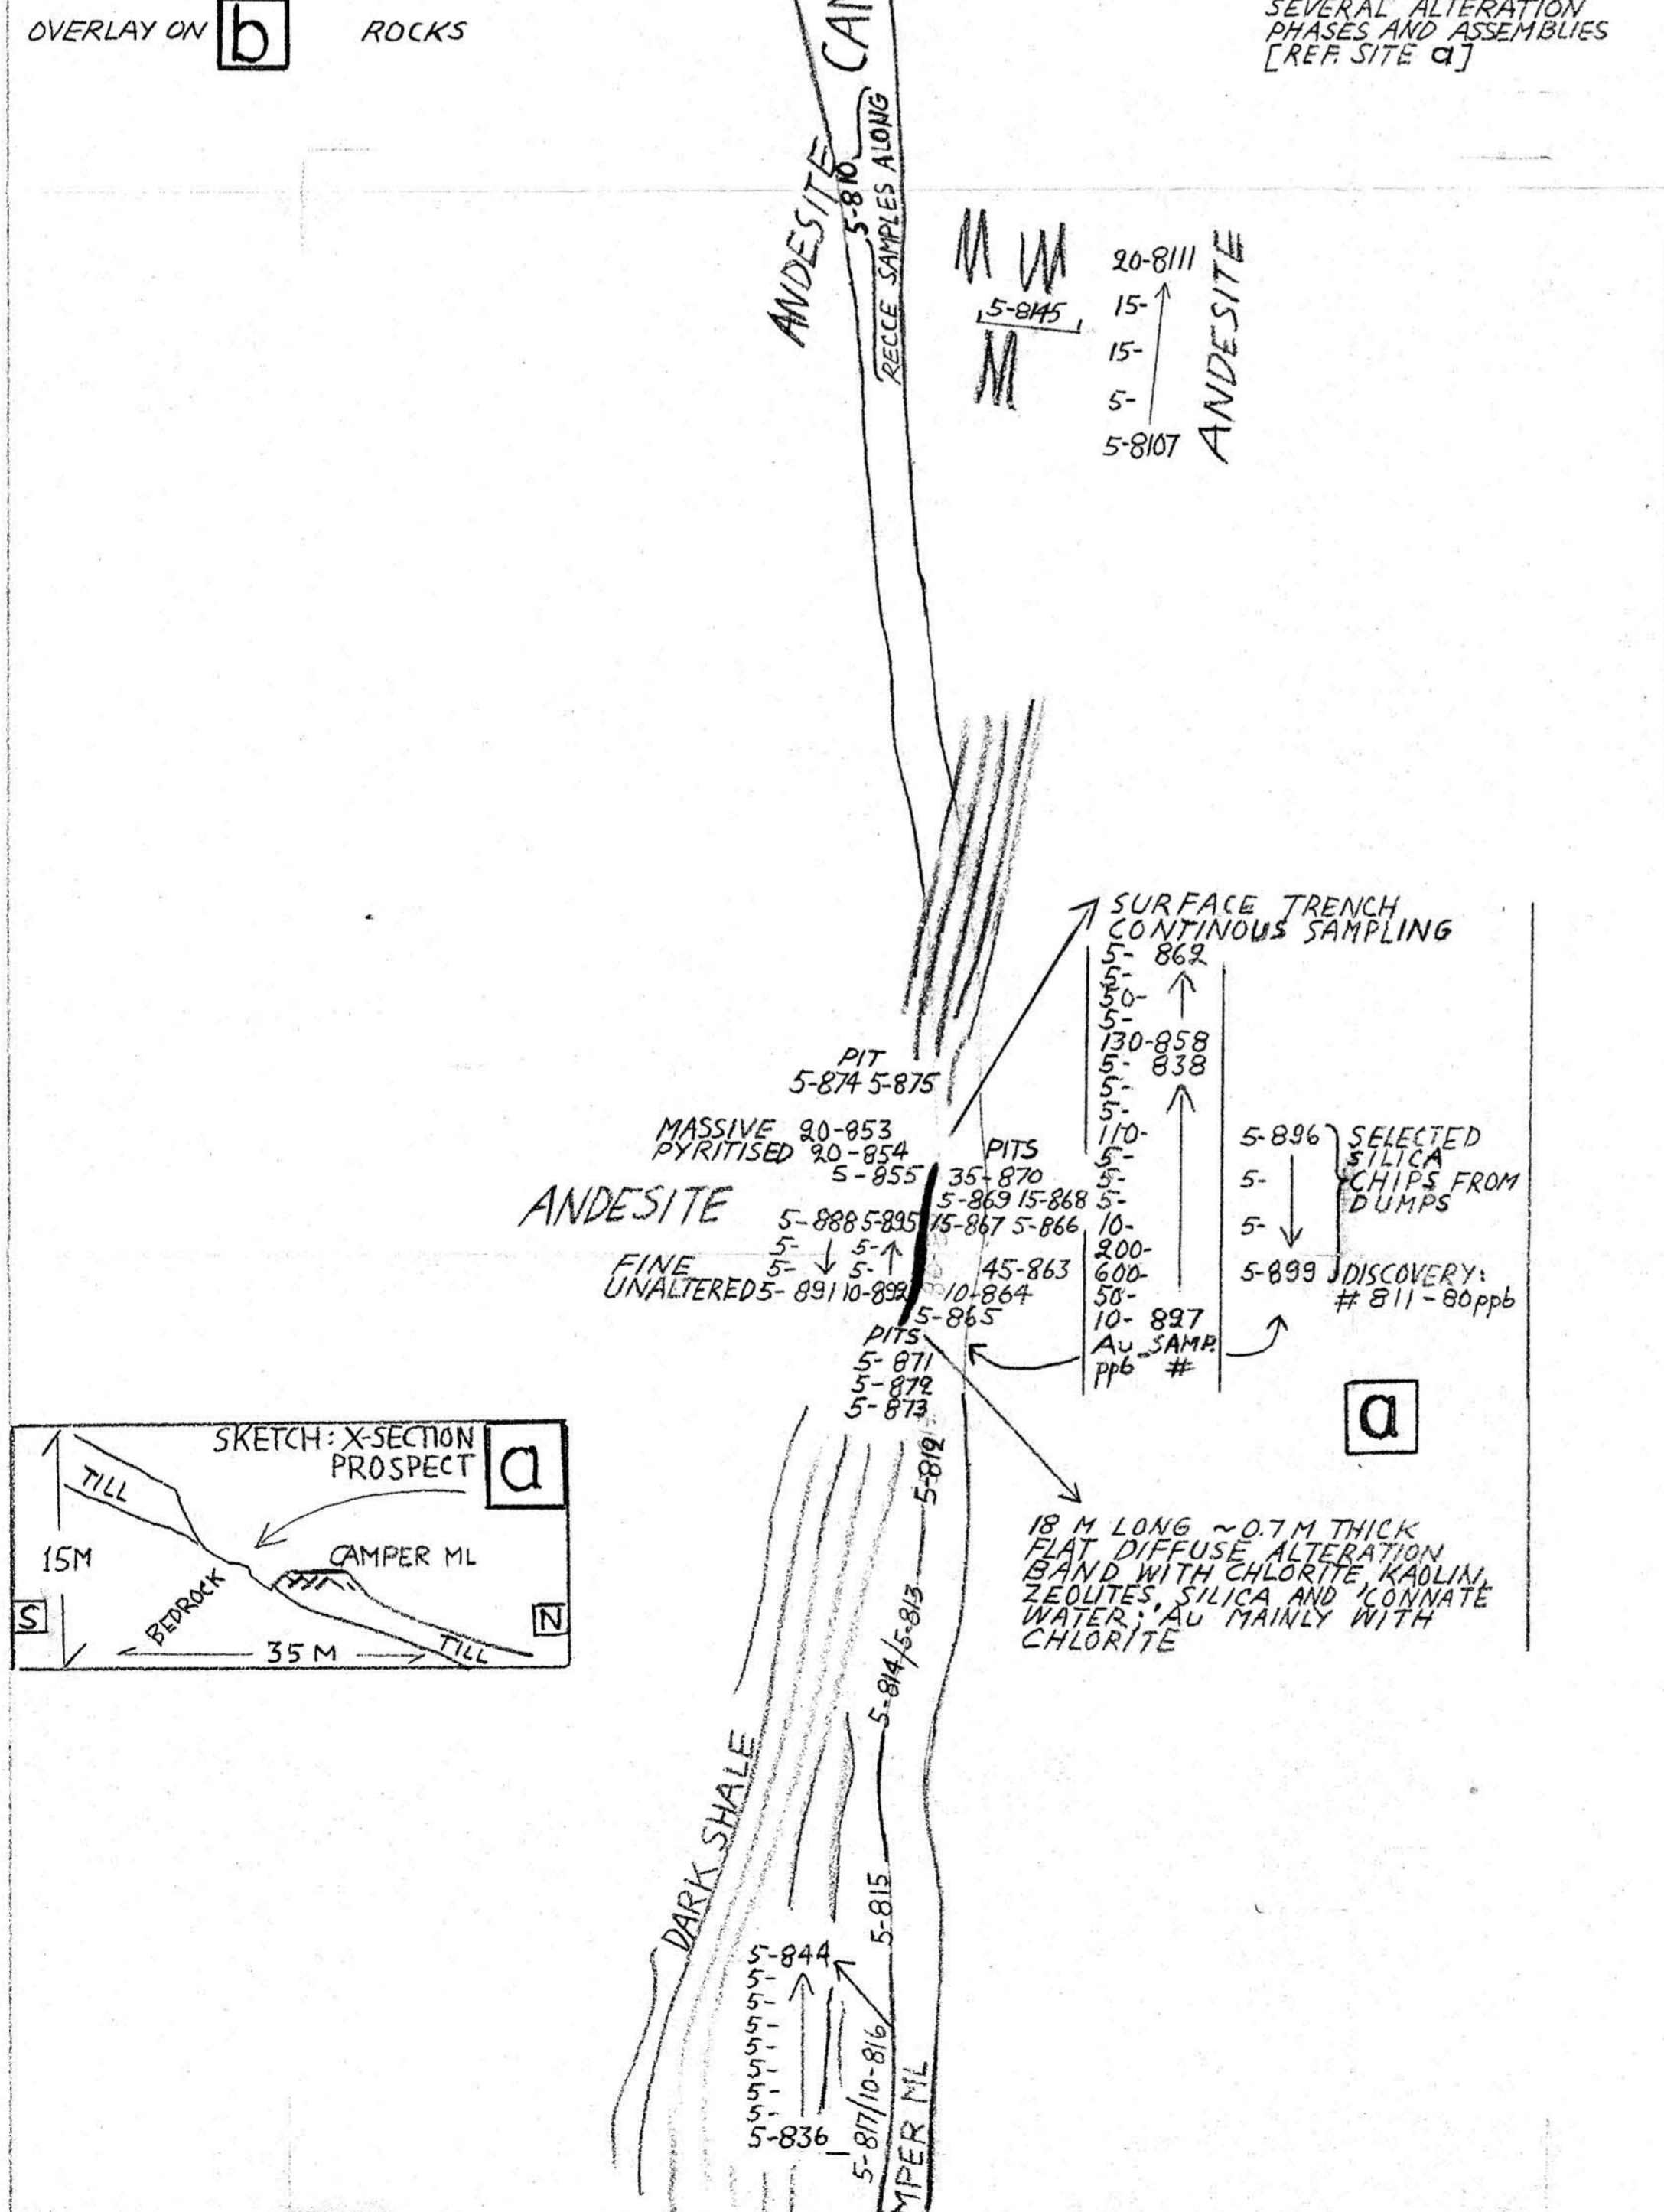 OVERLAY ON b ROCKS
SEVERAL ALTERATION
PHASES AND ASSEMBLIES
[REF. SITE a]
ANDESITE
5-810
RECCE SAMPLES ALONG
5-8145
20-8111
15-
15-
5-
5-8107
ANDESITE
SURFACE TRENCH
CONTINOUS SAMPLING
5- 862
5-
50-
5-
130-858
5- 838
5-
5-
110-
5-
5-
5-
10-
200-
600-
50-
10- 827
Au SAMP.
ppb #
5-896
5-
5-
5-899
SELECTED
SILICA
CHIPS FROM
DUMPS
DISCOVERY:
# 811-80ppb
PIT
5-874 5-875
MASSIVE 20-853
PYRITISED 20-854
5-855
PITS
35-870
5-869 15-868
15-867 5-866
45-863
10-864
5-865
ANDESITE
5-888 5-895
5- 5-
5- 5-
FINE
UNALTERED 5-891 10-892
PITS
5-871
5-872
5-873
a
SKETCH: X-SECTION
PROSPECT
a
TILL
15M
CAMPER ML
BEDROCK
S
N
35 M
TILL
18 M LONG ~0.7 M THICK
FLAT DIFFUSE ALTERATION
BAND WITH CHLORITE, KAOLIN,
ZEOLITES, SILICA AND 'CONNATE
WATER;' AU MAINLY WITH
CHLORITE
5-812
5-814/5-813
5-815
DARK SHALE
5-844
5-
5-
5-
5-
5-
5-
5-
5-836
5-817/10-816
MPER ML